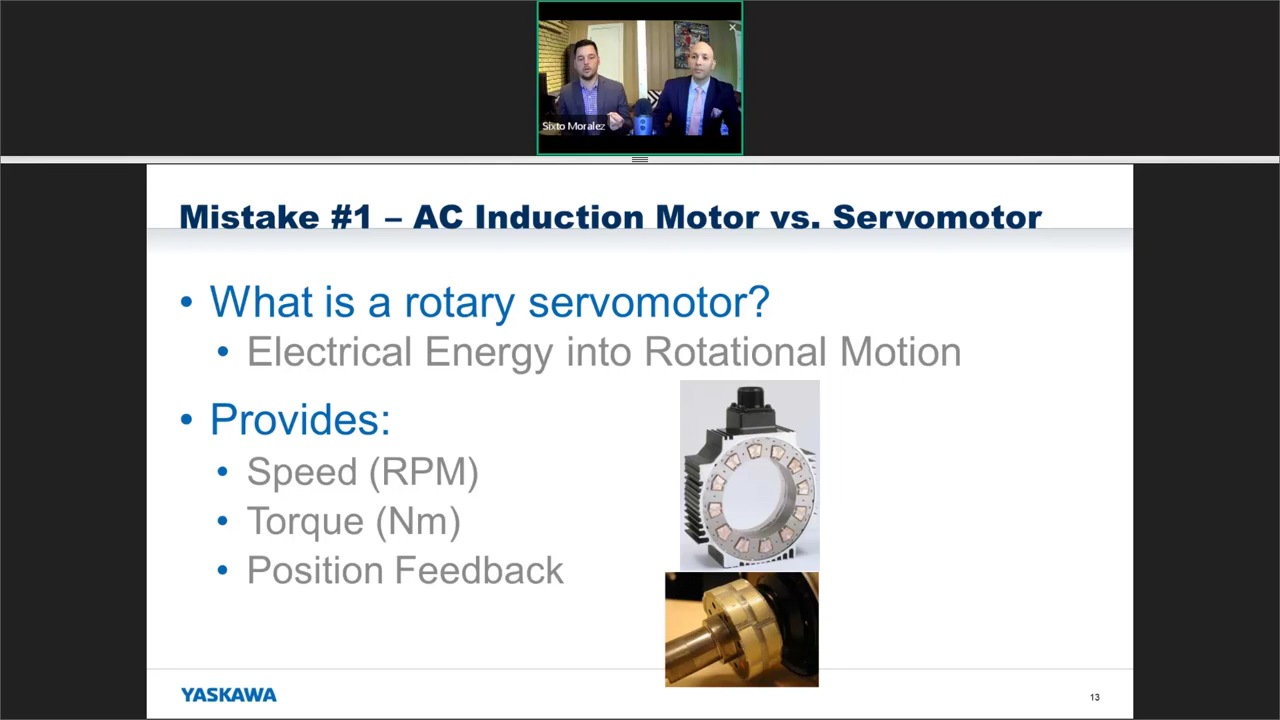 Sixto Moralez
Mistake #1 – AC Induction Motor vs. Servomotor
• What is a rotary servomotor?
• Electrical Energy into Rotational Motion
• Provides:
• Speed (RPM)
• Torque (Nm)
• Position Feedback
YASKAWA
13